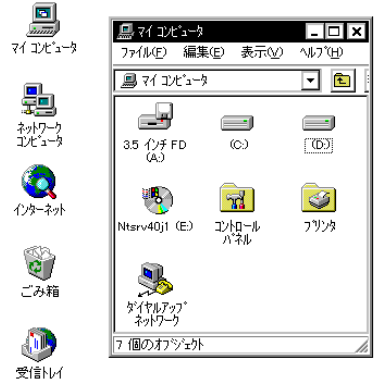 マイ コンピュータ
ネットワーク
コンピュータ
インターネット
ごみ箱
受信トレイ
マイ コンピュータ
ファイル(F) 編集(E) 表示(V) ヘルプ(H)
マイ コンピュータ
3.5 インチ FD
(A:)
(C:)
(D:)
Ntsrv40j1 (E:)
コントロール
パネル
プリンタ
ダイヤルアップ
ネットワーク
7 個のオブジェクト